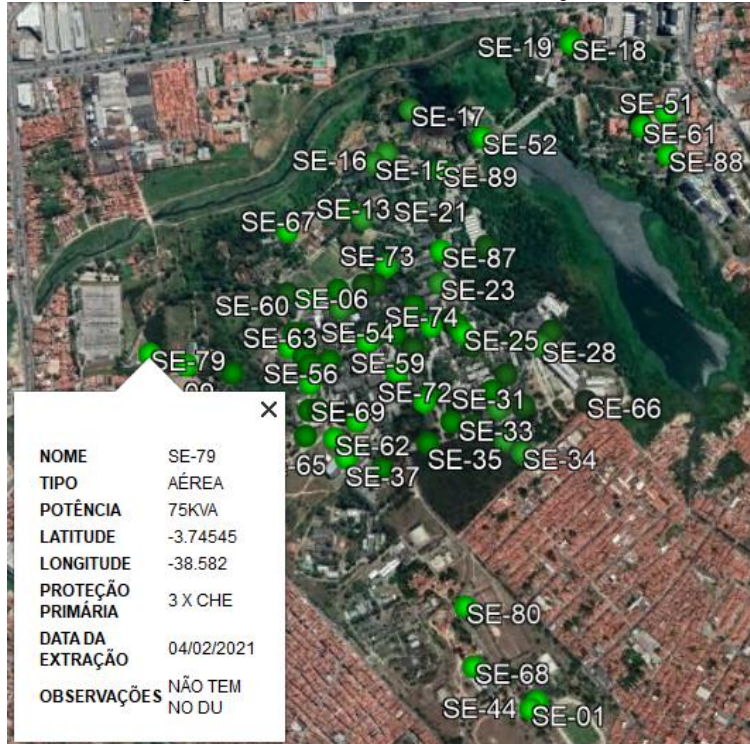 SE-19 SE-18
SE-51
SE-17
SE-61
SE-52
SE-88
SE-16 SE-15
SE-89
SE-13 SE-21
SE-67
SE-73
SE-87
SE-23
SE-60 SE-06
SE-74
SE-63 SE-54
SE-25
SE-28
SE-79
SE-59
SE-56
SE-72 SE-31
SE-66
SE-69
SE-33
SE-62
SE-65
SE-35
SE-34
SE-37
SE-80
SE-68
SE-44 SE-01
NOME SE-79
TIPO AÉREA
POTÊNCIA 75KVA
LATITUDE -3.74545
LONGITUDE -38.582
PROTEÇÃO PRIMÁRIA 3 X CHE
DATA DA EXTRAÇÃO 04/02/2021
OBSERVAÇÕES NÃO TEM NO DU